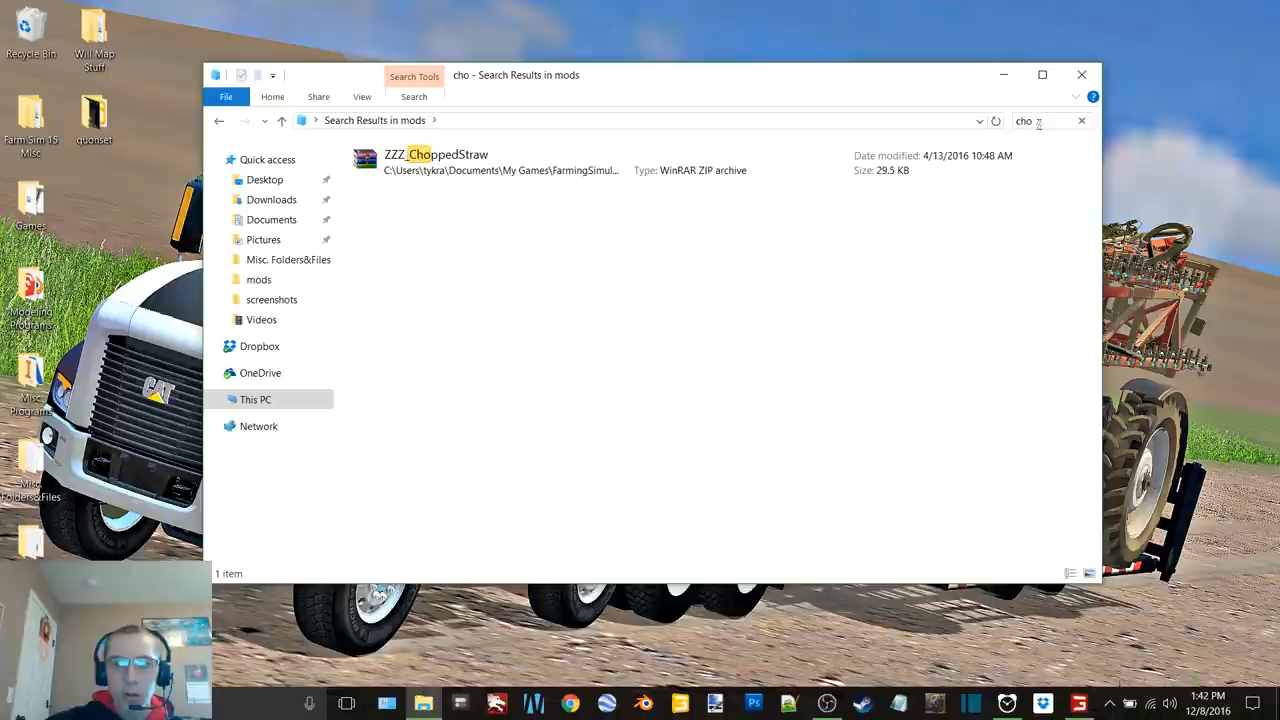 Recycle Bin
Will Map
Stuff
Farm Sim 15
Misc
quonset
Games
Modeling
Programs
Misc
Programs
Misc.
Folders&Files
CAT
Search Tools
cho - Search Results in mods
File
Home
Share
View
Search
Search Results in mods
cho
Quick access
Desktop
Downloads
Documents
Pictures
Misc. Folders&Files
mods
screenshots
Videos
Dropbox
OneDrive
This PC
Network
ZZZ_ChoppedStraw
C:\Users\tykra\Documents\My Games\FarmingSimul...
Type: WinRAR ZIP archive
Date modified: 4/13/2016 10:48 AM
Size: 29.5 KB
1 item
1:42 PM
12/8/2016